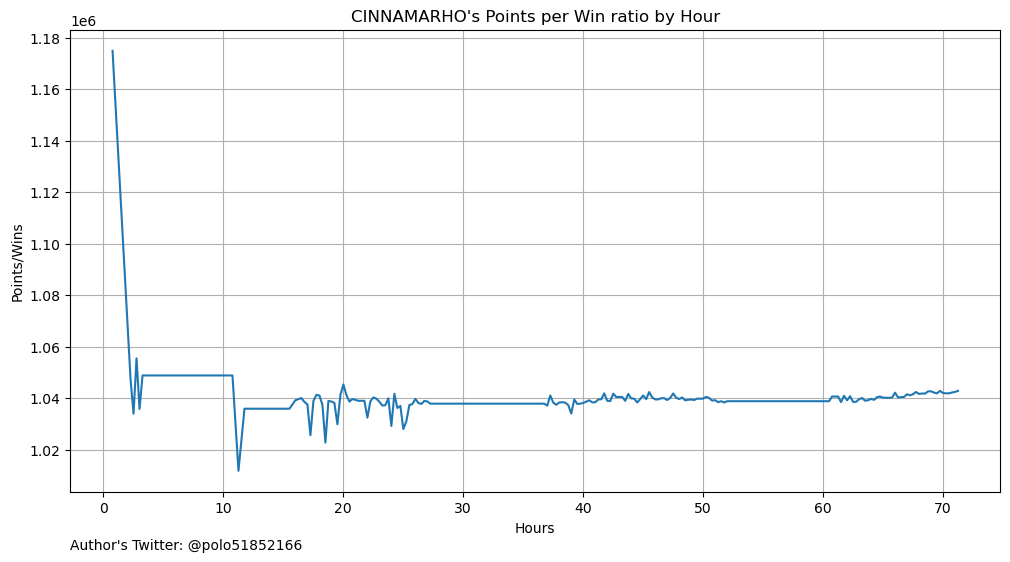 CINNAMARHO's Points per Win ratio by Hour
1e6
1.18
1.16
1.14
1.12
1.10
1.08
1.06
1.04
1.02
Points/Wins
0 10 20 30 40 50 60 70
Hours
Author's Twitter: @polo51852166